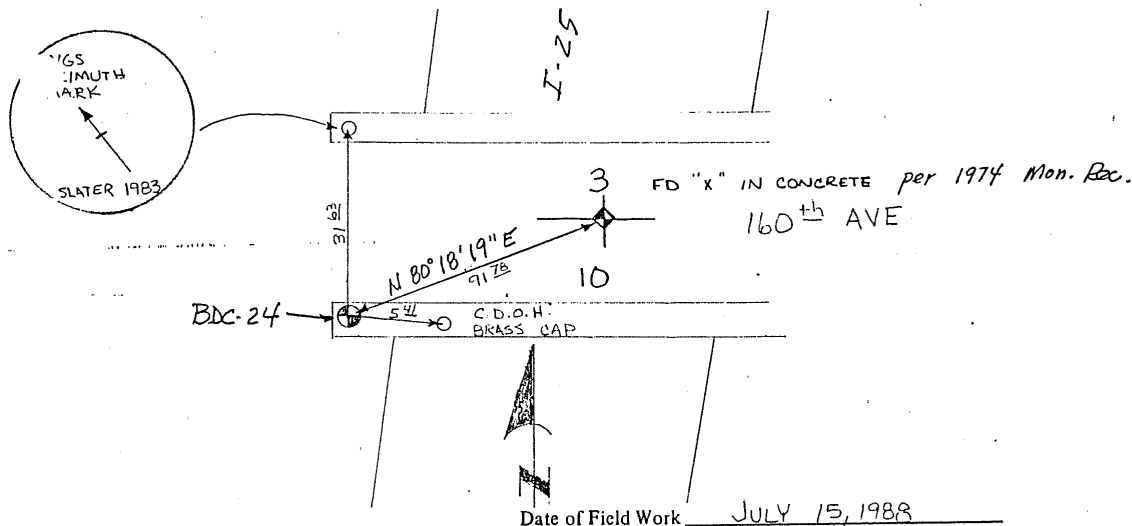 I-25
SLATER 1983
31 63
3
FD "X" IN CONCRETE per 1974 Mon. Rec.
160th AVE
N 80°18'19" E
91 78
10
BDC-24
5 41
C.D.O.H.
BRASS CAP
N
Date of Field Work JULY 15, 1988